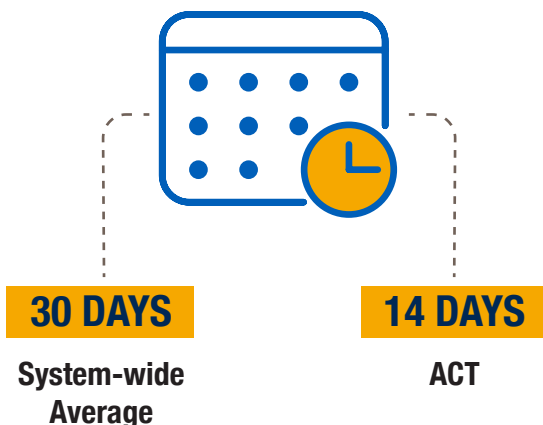 30 DAYS
14 DAYS
System-wide
Average
ACT